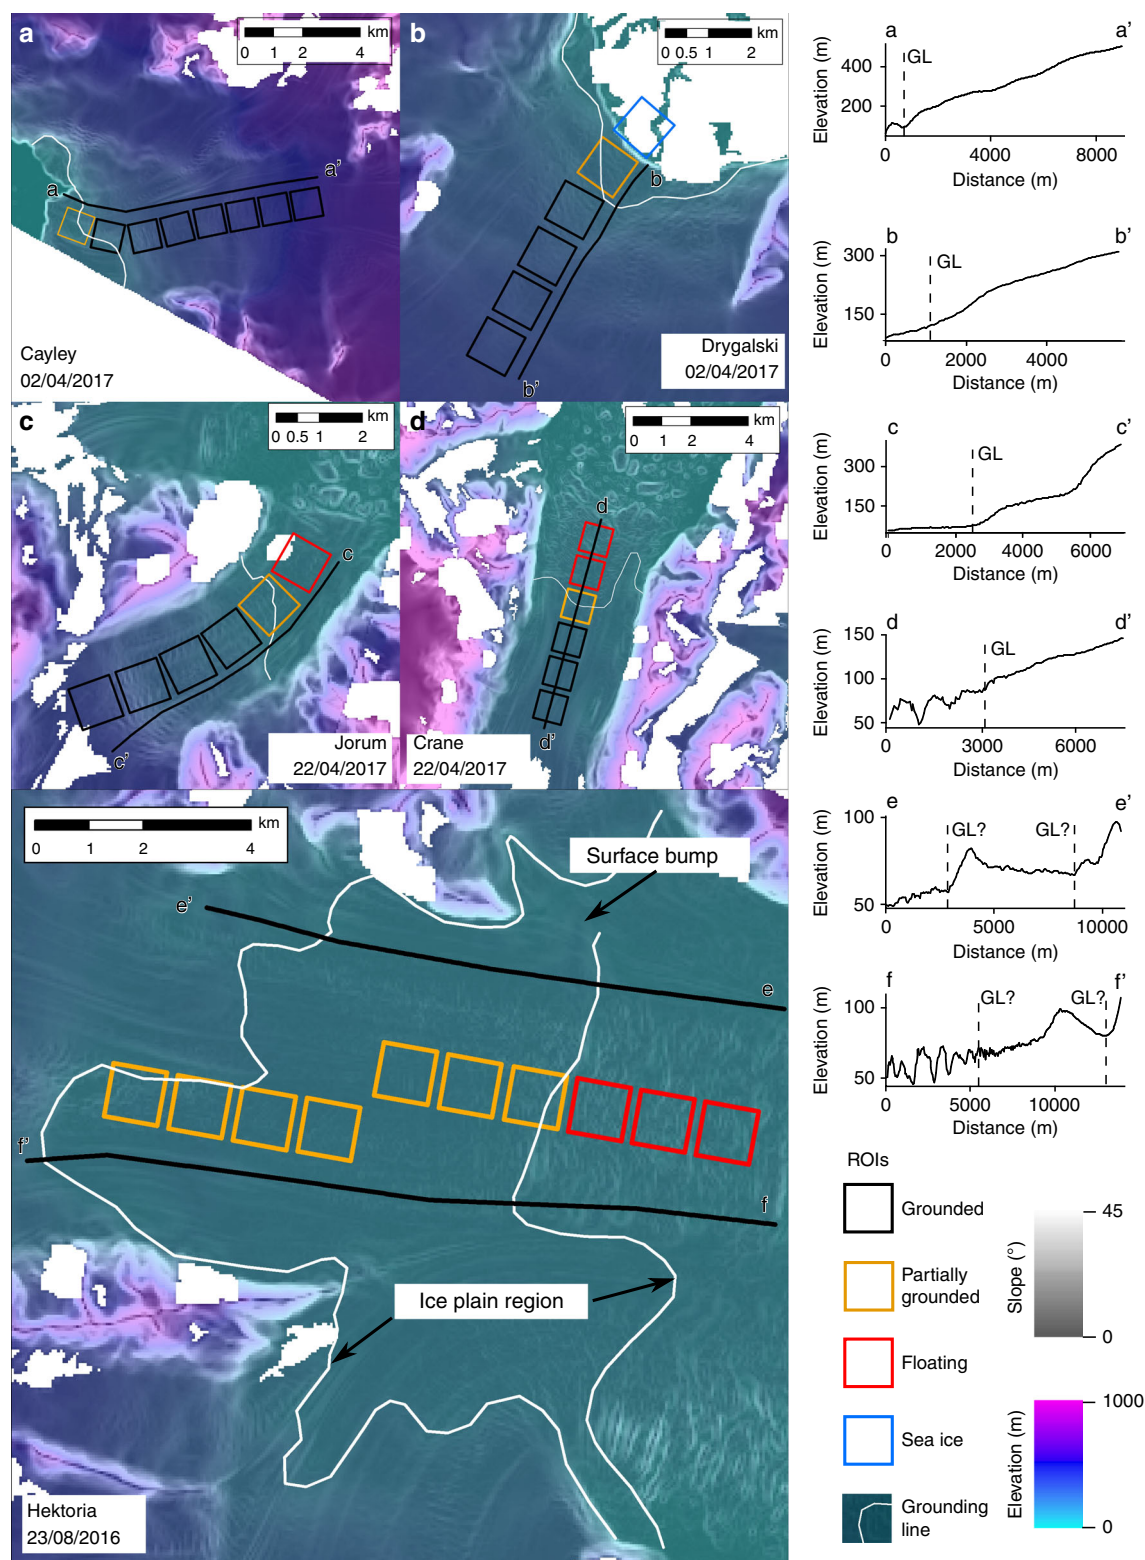 a
km
0 1 2 4
a
a'
Cayley
02/04/2017
b
km
0 0.5 1 2
b
b'
Drygalski
02/04/2017
c
km
0 0.5 1 2
c
c'
Jorum
22/04/2017
d
km
0 1 2 4
d
d'
Crane
22/04/2017
km
0 1 2 4
Surface bump
e'
e
f'
f
Ice plain region
Hektoria
23/08/2016
a a'
GL
Elevation (m)
400
200
0 4000 8000
Distance (m)
b b'
GL
Elevation (m)
300
150
0 2000 4000
Distance (m)
c c'
GL
Elevation (m)
300
150
0 2000 4000 6000
Distance (m)
d d'
GL
Elevation (m)
150
100
50
0 3000 6000
Distance (m)
e e'
GL? GL?
Elevation (m)
100
50
0 5000 10000
Distance (m)
f f'
GL? GL?
Elevation (m)
100
50
0 5000 10000
Distance (m)
ROIs
Grounded
Partially
grounded
Floating
Sea ice
Grounding
line
Slope (°)
45
0
Elevation (m)
1000
0